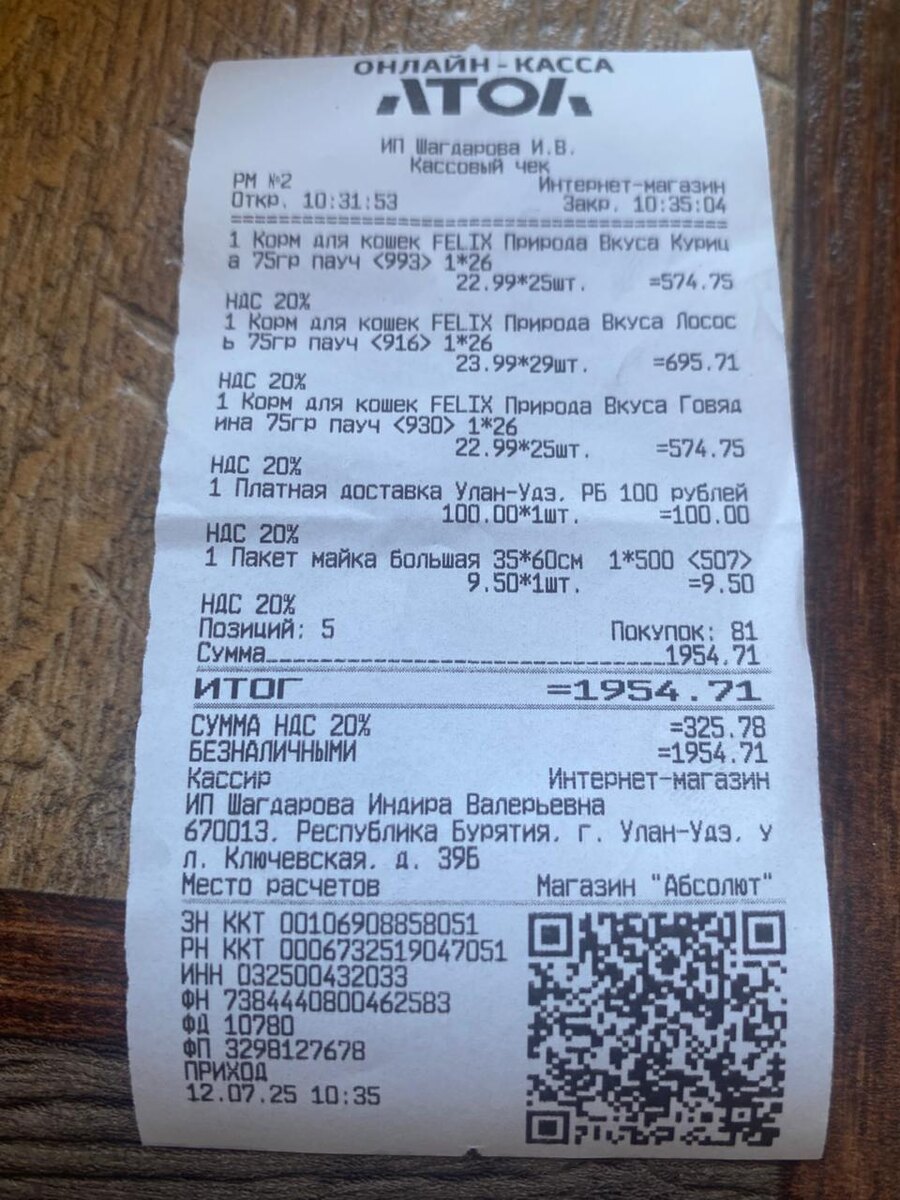 ОНЛАЙН-КАССА
АТОЛ
ИП Шагдарова И.В.
Кассовый чек
РМ №2 Интернет-магазин
Откр. 10:31:53 Закр. 10:35:04
1 Корм для кошек FELIX Природа Вкуса Куриц
а 75гр пауч <993> 1*26
22.99*25шт. =574.75
НДС 20%
1 Корм для кошек FELIX Природа Вкуса Лосос
ь 75гр пауч <916> 1*26
23.99*29шт. =695.71
НДС 20%
1 Корм для кошек FELIX Природа Вкуса Говяд
ина 75гр пауч <930> 1*26
22.99*25шт. =574.75
НДС 20%
1 Платная доставка Улан-Удэ, РБ 100 рублей
100.00*1шт. =100.00
НДС 20%
1 Пакет майка большая 35*60см 1*500 <507>
9.50*1шт. =9.50
НДС 20%
Позиций: 5 Покупок: 81
Сумма 1954.71
ИТОГ =1954.71
СУММА НДС 20% =325.78
БЕЗНАЛИЧНЫМИ =1954.71
Кассир Интернет-магазин
ИП Шагдарова Индира Валерьевна
670013, Республика Бурятия, г. Улан-Удэ, у
л. Ключевская, д. 39Б
Место расчетов Магазин "Абсолют"
ЗН ККТ 00106908858051
РН ККТ 0006732519047051
ИНН 032500432033
ФН 7384440800462583
ФД 10780
ФП 3298127678
ПРИХОД
12.07.25 10:35